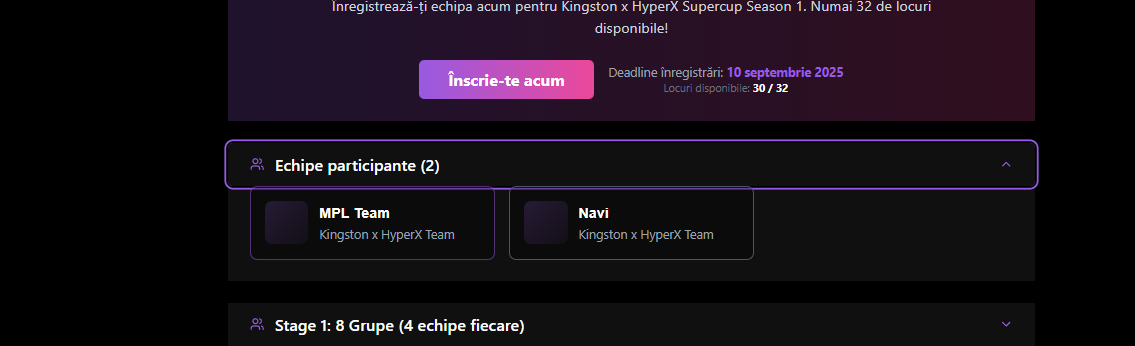 Înregistrează-ți echipa acum pentru Kingston x HyperX Supercup Season 1. Numai 32 de locuri
disponibile!
Înscrie-te acum
Deadline înregistrări: 10 septembrie 2025
Locuri disponibile: 30 / 32
Echipe participante (2)
MPL Team
Kingston x HyperX Team
Navi
Kingston x HyperX Team
Stage 1: 8 Grupe (4 echipe fiecare)